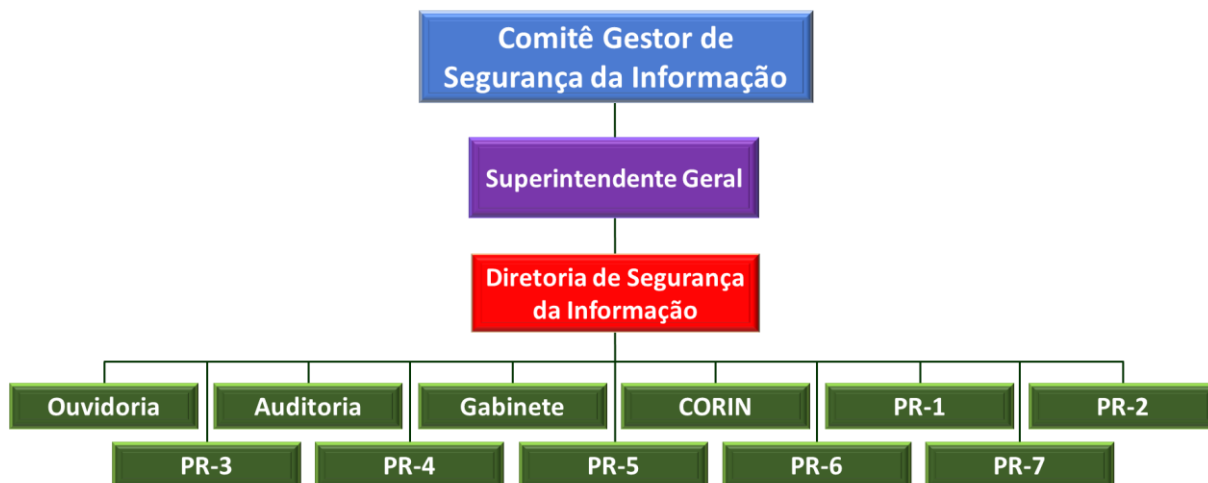 Comitê Gestor de
Segurança da Informação
Superintendente Geral
Diretoria de Segurança
da Informação
Ouvidoria
Auditoria
Gabinete
CORIN
PR-1
PR-2
PR-3
PR-4
PR-5
PR-6
PR-7